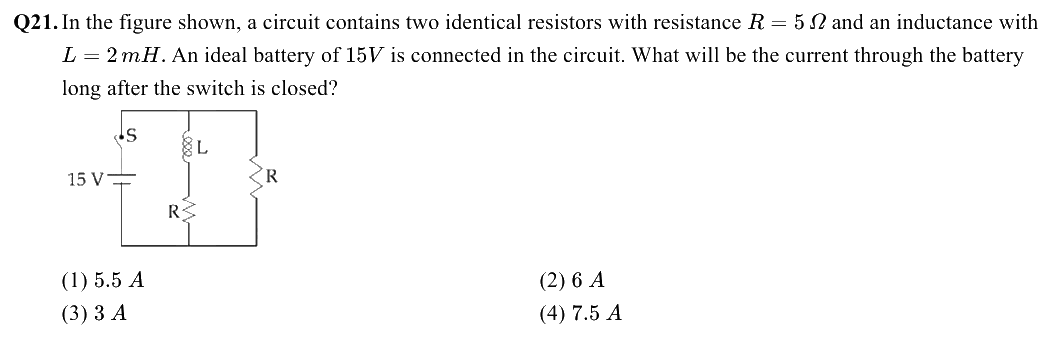 Q21. In the figure shown, a circuit contains two identical resistors with resistance R = 5 Ω and an inductance with
L = 2 mH. An ideal battery of 15V is connected in the circuit. What will be the current through the battery
long after the switch is closed?
S
L
15 V
R
R
(1) 5.5 A
(2) 6 A
(3) 3 A
(4) 7.5 A